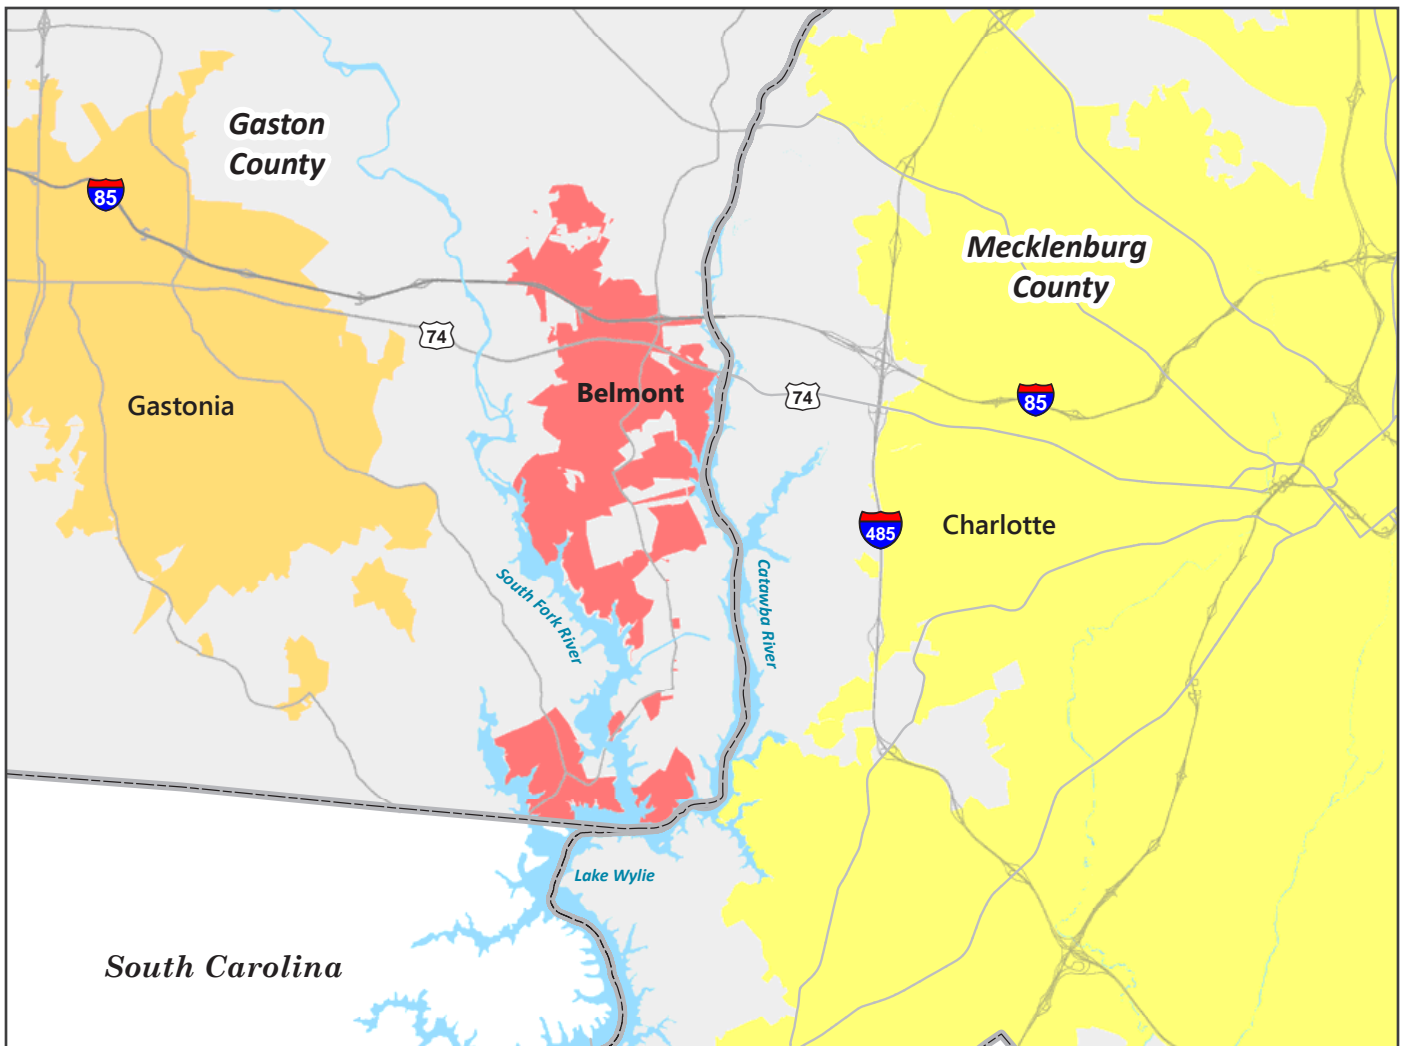 Gaston
County
85
Mecklenburg
County
74
Belmont
74
85
Gastonia
485
Charlotte
South Fork River
Catawba River
Lake Wylie
South Carolina